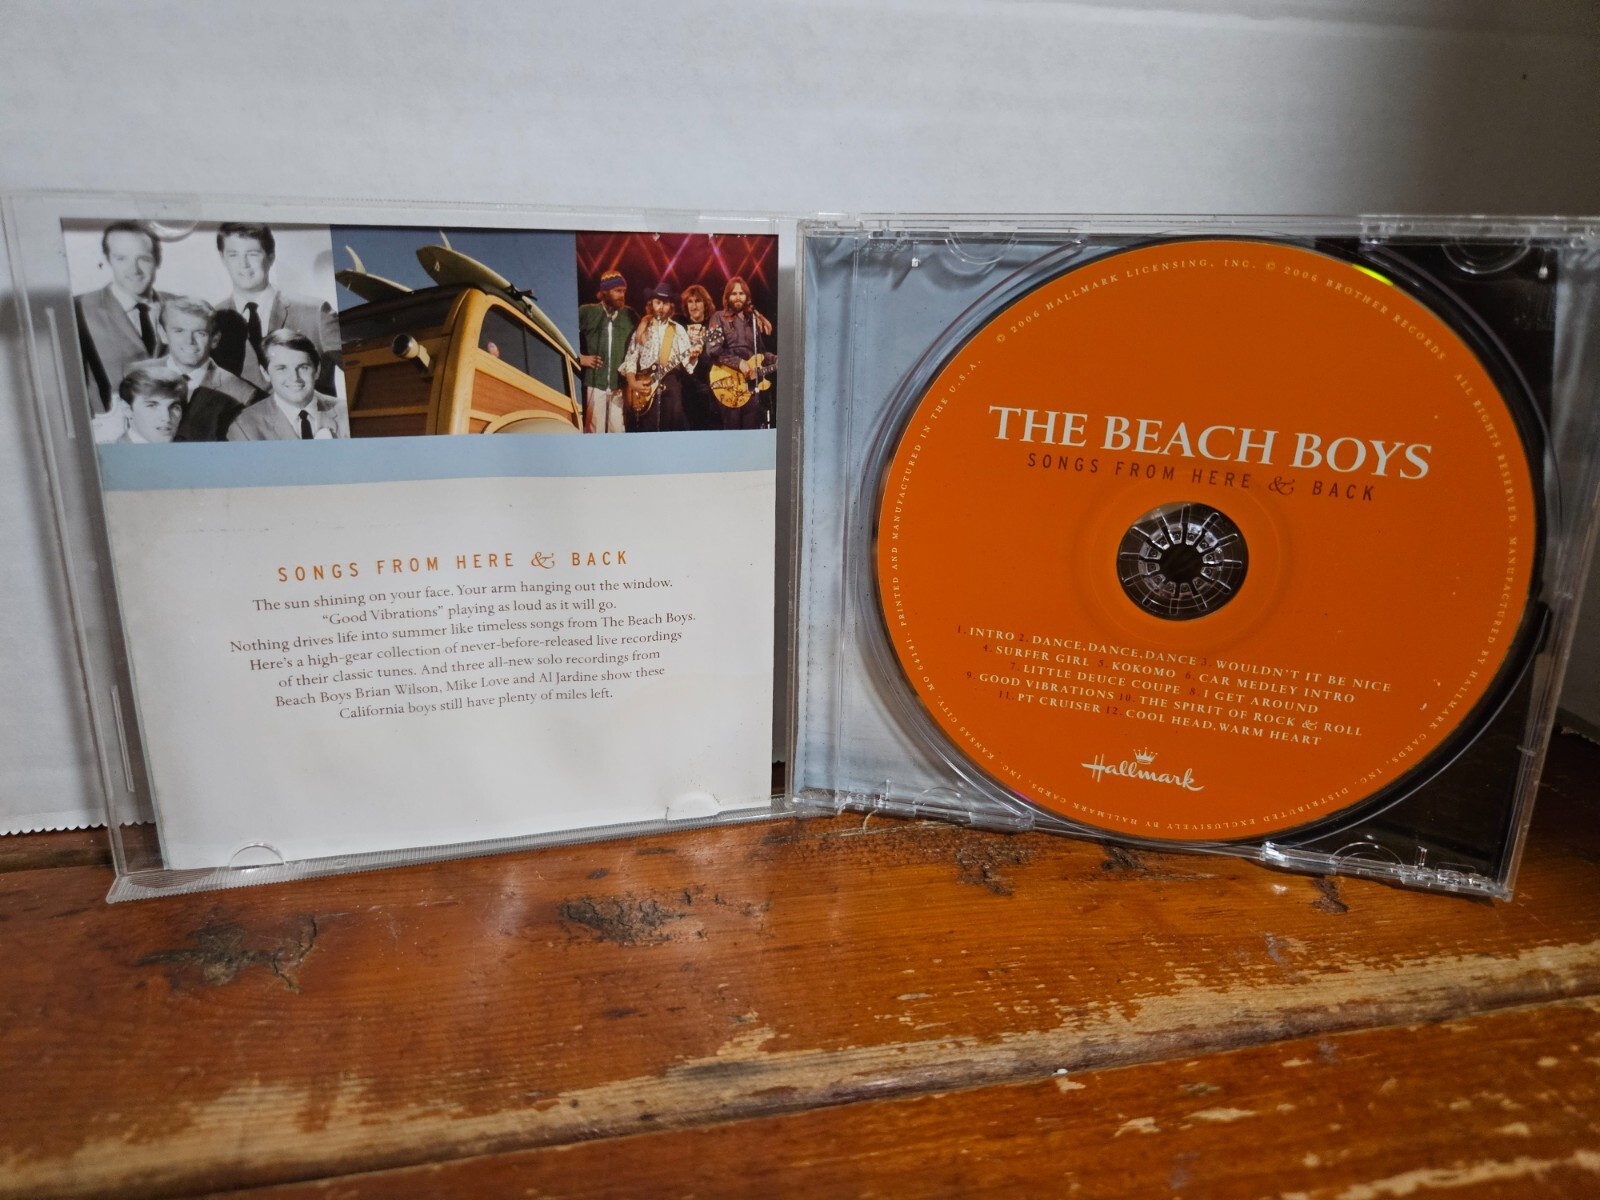 SONGS FROM HERE & BACK
The sun shining on your face. Your arm hanging out the window.
“Good Vibrations” playing as loud as it will go.
Nothing drives life into summer like timeless songs from The Beach Boys.
Here’s a high-gear collection of never-before-released live recordings
of their classic tunes. And three all-new solo recordings from
Beach Boys Brian Wilson, Mike Love and Al Jardine show these
California boys still have plenty of miles left.
© 2006 HALLMARK LICENSING, INC. © 2006 BROTHER RECORDS ALL RIGHTS RESERVED. MANUFACTURED BY HALLMARK CARDS, INC. DISTRIBUTED EXCLUSIVELY BY HALLMARK CARDS, INC. KANSAS CITY, MO 64141. PRINTED AND MANUFACTURED IN THE U.S.A.
THE BEACH BOYS
SONGS FROM HERE & BACK
1. INTRO 2. DANCE, DANCE, DANCE 3. WOULDN'T IT BE NICE
4. SURFER GIRL 5. KOKOMO 6. CAR MEDLEY INTRO
7. LITTLE DEUCE COUPE 8. I GET AROUND
9. GOOD VIBRATIONS 10. THE SPIRIT OF ROCK & ROLL
11. PT CRUISER 12. COOL HEAD, WARM HEART
Hallmark